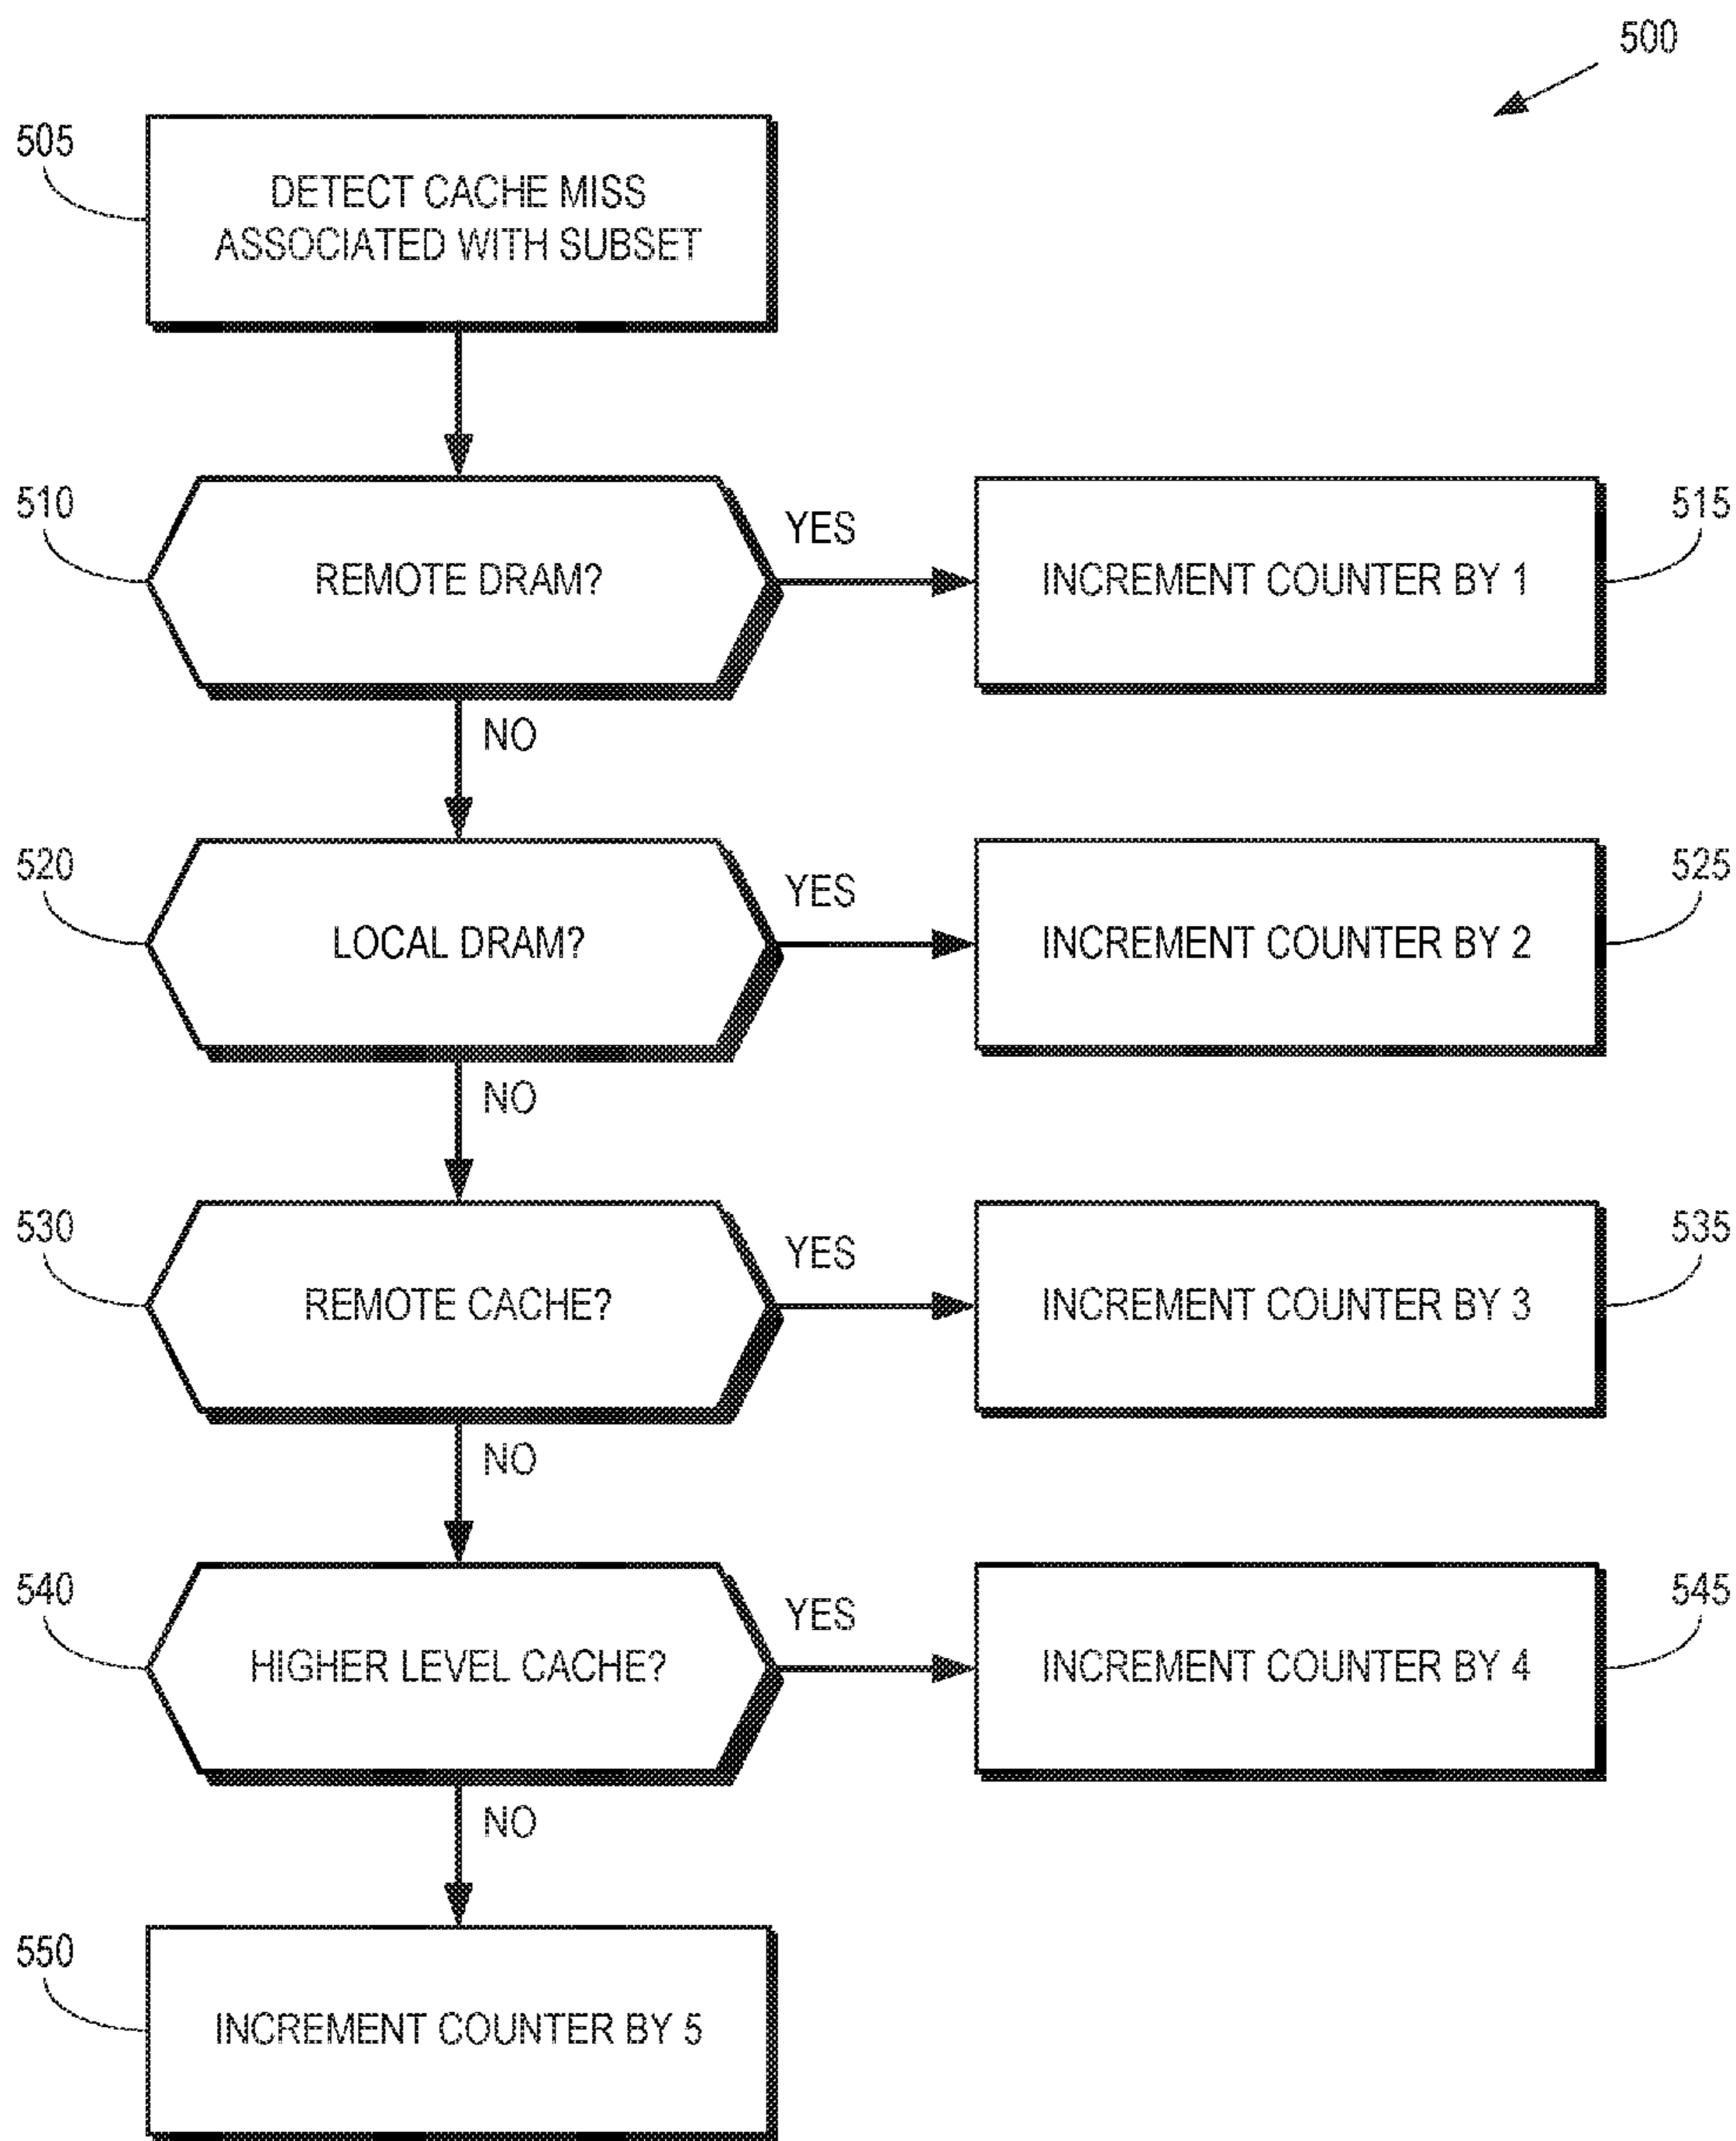 500
505
DETECT CACHE MISS
ASSOCIATED WITH SUBSET
510
REMOTE DRAM?
YES
INCREMENT COUNTER BY 1
515
NO
520
LOCAL DRAM?
YES
INCREMENT COUNTER BY 2
525
NO
530
REMOTE CACHE?
YES
INCREMENT COUNTER BY 3
535
NO
540
HIGHER LEVEL CACHE?
YES
INCREMENT COUNTER BY 4
545
NO
550
INCREMENT COUNTER BY 5